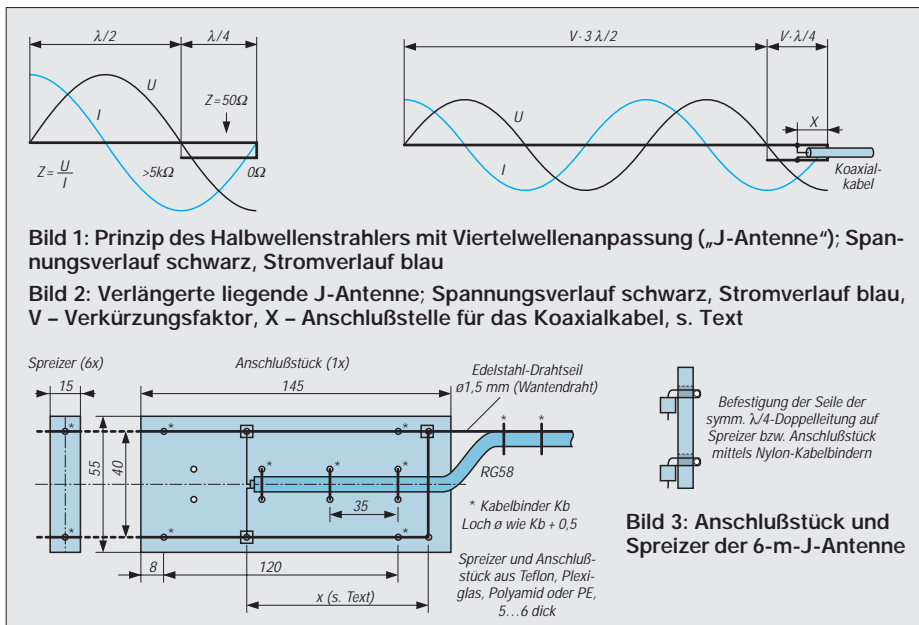 λ/2
λ/4
Z=50Ω
U
I
Z = U/I
>5kΩ
0Ω
V·3 λ/2
V·λ/4
X
U
I
Koaxial-
kabel
Bild 1: Prinzip des Halbwellenstrahlers mit Viertelwellenanpassung („J-Antenne“); Span-
nungsverlauf schwarz, Stromverlauf blau
Bild 2: Verlängerte liegende J-Antenne; Spannungsverlauf schwarz, Stromverlauf blau,
V – Verkürzungsfaktor, X – Anschlußstelle für das Koaxialkabel, s. Text
Spreizer (6x)
15
Anschlußstück (1x)
145
Edelstahl-Drahtseil
ø1,5 mm (Wantendraht)
*
*
*
*
*
*
*
*
*
*
*
55
40
RG58
35
* Kabelbinder Kb
Loch ø wie Kb + 0,5
8
120
x (s. Text)
Spreizer und Anschluß-
stück aus Teflon, Plexi-
glas, Polyamid oder PE,
5...6 dick
Befestigung der Seile der
symm. λ/4-Doppelleitung auf
Spreizer bzw. Anschlußstück
mittels Nylon-Kabelbindern
Bild 3: Anschlußstück und
Spreizer der 6-m-J-Antenne